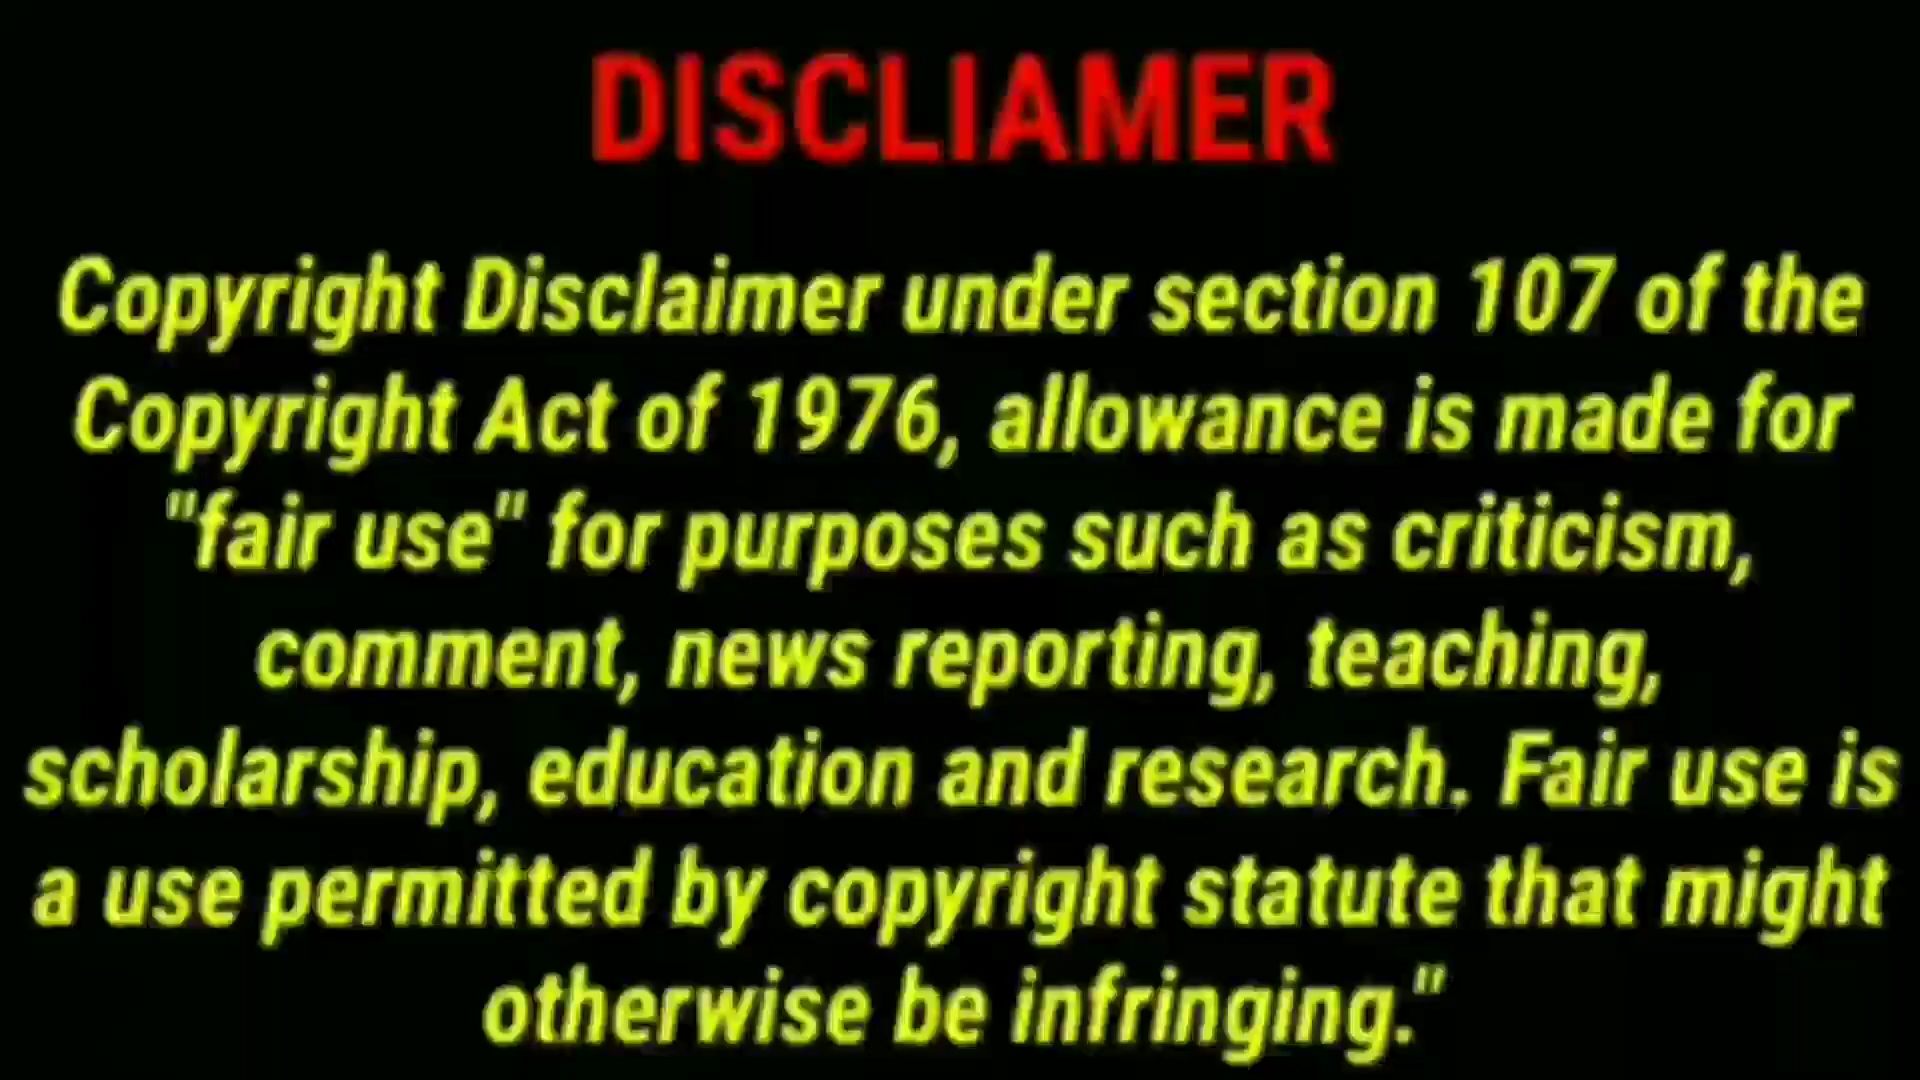 DISCLIAMER
Copyright Disclaimer under section 107 of the
Copyright Act of 1976, allowance is made for
"fair use" for purposes such as criticism,
comment, news reporting, teaching,
scholarship, education and research. Fair use is
a use permitted by copyright statute that might
otherwise be infringing."